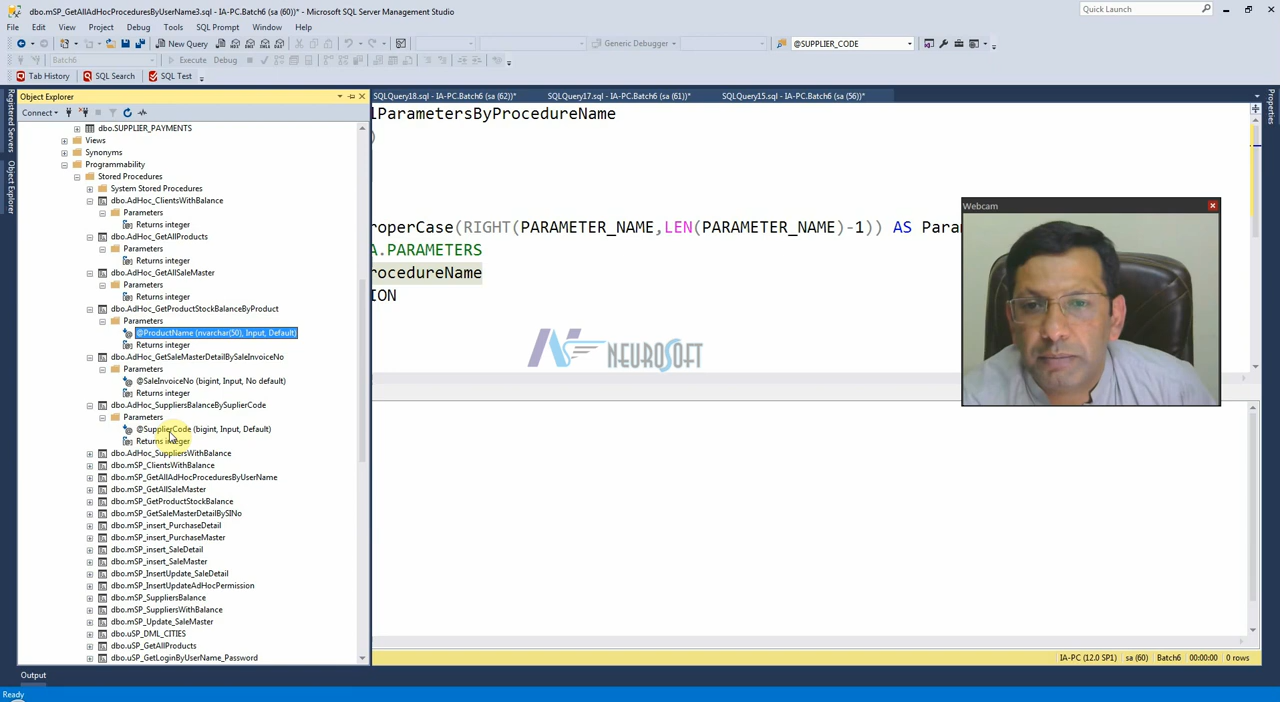 dbo.mSP_GetAllAdHocProceduresByUserName3.sql - IA-PC.Batch6 (sa (60))* - Microsoft SQL Server Management Studio
Quick Launch
File Edit View Project Debug Tools SQL Prompt Window Help
New Query
Generic Debugger
@SUPPLIER_CODE
Batch6
Execute Debug
Tab History SQL Search SQL Test
Registered Servers
Object Explorer
Properties
Object Explorer
SQLQuery18.sql - IA-PC.Batch6 (sa (62))*
SQLQuery17.sql - IA-PC.Batch6 (sa (61))*
SQLQuery15.sql - IA-PC.Batch6 (sa (56))*
Connect
dbo.SUPPLIER_PAYMENTS
Views
Synonyms
Programmability
Stored Procedures
System Stored Procedures
dbo.AdHoc_ClientsWithBalance
Parameters
Returns integer
dbo.AdHoc_GetAllProducts
Parameters
Returns integer
dbo.AdHoc_GetAllSaleMaster
Parameters
Returns integer
dbo.AdHoc_GetProductStockBalanceByProduct
Parameters
@ProductName (nvarchar(50), Input, Default)
Returns integer
dbo.AdHoc_GetSaleMasterDetailBySaleInvoiceNo
Parameters
@SaleInvoiceNo (bigint, Input, No default)
Returns integer
dbo.AdHoc_SuppliersBalanceBySuplierCode
Parameters
@SupplierCode (bigint, Input, Default)
Returns integer
dbo.AdHoc_SuppliersWithBalance
dbo.mSP_ClientsWithBalance
dbo.mSP_GetAllAdHocProceduresByUserName
dbo.mSP_GetAllSaleMaster
dbo.mSP_GetProductStockBalance
dbo.mSP_GetSaleMasterDetailBySINo
dbo.mSP_insert_PurchaseDetail
dbo.mSP_insert_PurchaseMaster
dbo.mSP_insert_SaleDetail
dbo.mSP_insert_SaleMaster
dbo.mSP_InsertUpdate_SaleDetail
dbo.mSP_InsertUpdateAdHocPermission
dbo.mSP_SuppliersBalance
dbo.mSP_SuppliersWithBalance
dbo.mSP_Update_SaleMaster
dbo.uSP_DML_CITIES
dbo.uSP_GetAllProducts
dbo.uSP_GetLoginByUserName_Password
lParametersByProcedureName
)
roperCase(RIGHT(PARAMETER_NAME,LEN(PARAMETER_NAME)-1)) AS Param
A.PARAMETERS
rocedureName
ION
NEUROSOFT
Webcam
IA-PC (12.0 SP1) sa (60) Batch6 00:00:00 0 rows
Output
Ready